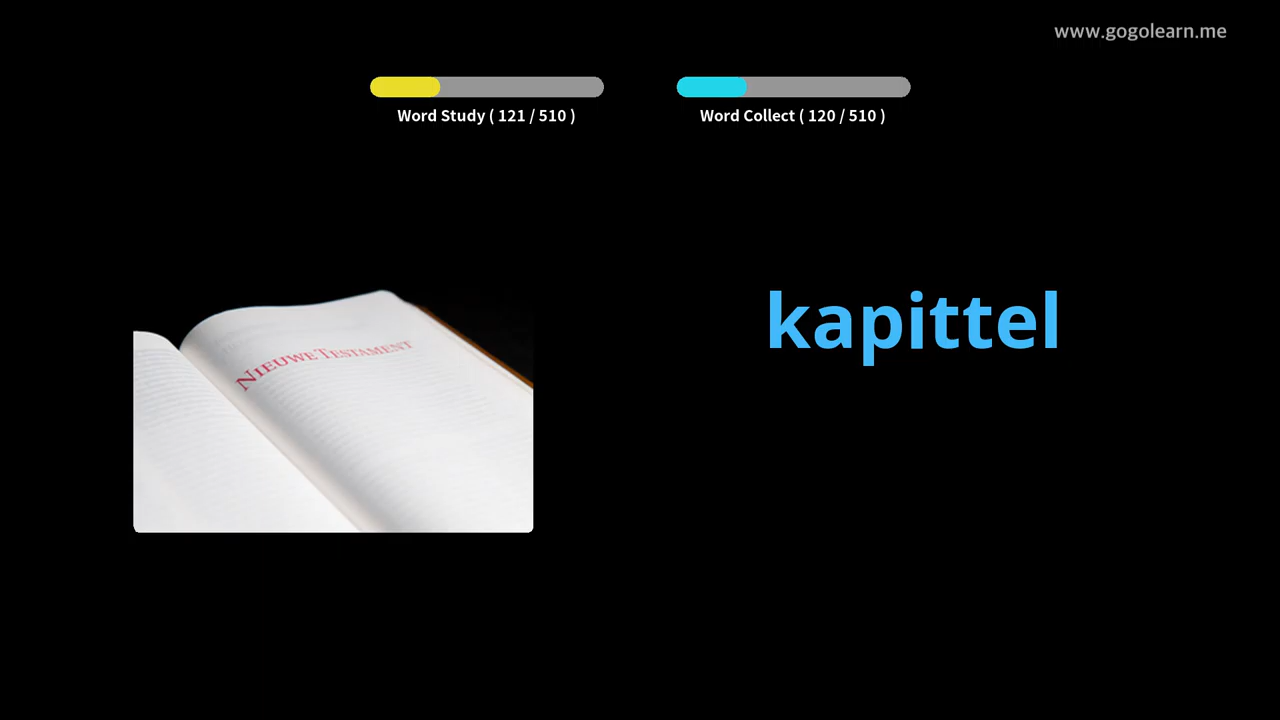 www.gogolearn.me
Word Study ( 121 / 510 )
Word Collect ( 120 / 510 )
kapittel
NIEUWE TESTAMENT